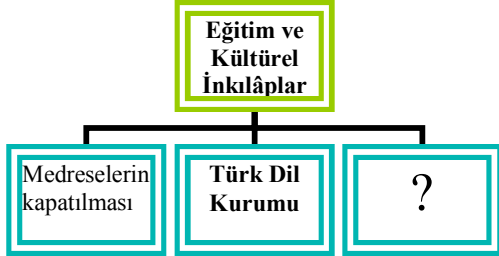 Eğitim ve
Kültürel
İnkılâplar
Medreselerin
kapatılması
Türk Dil
Kurumu
?